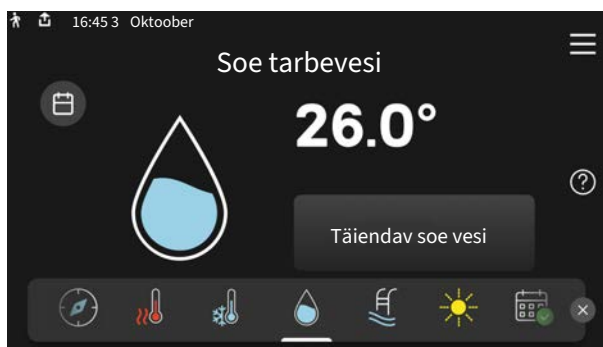 16:45 3 Oktoober
Soe tarbevesi
26.0°
?
Täiendav soe vesi